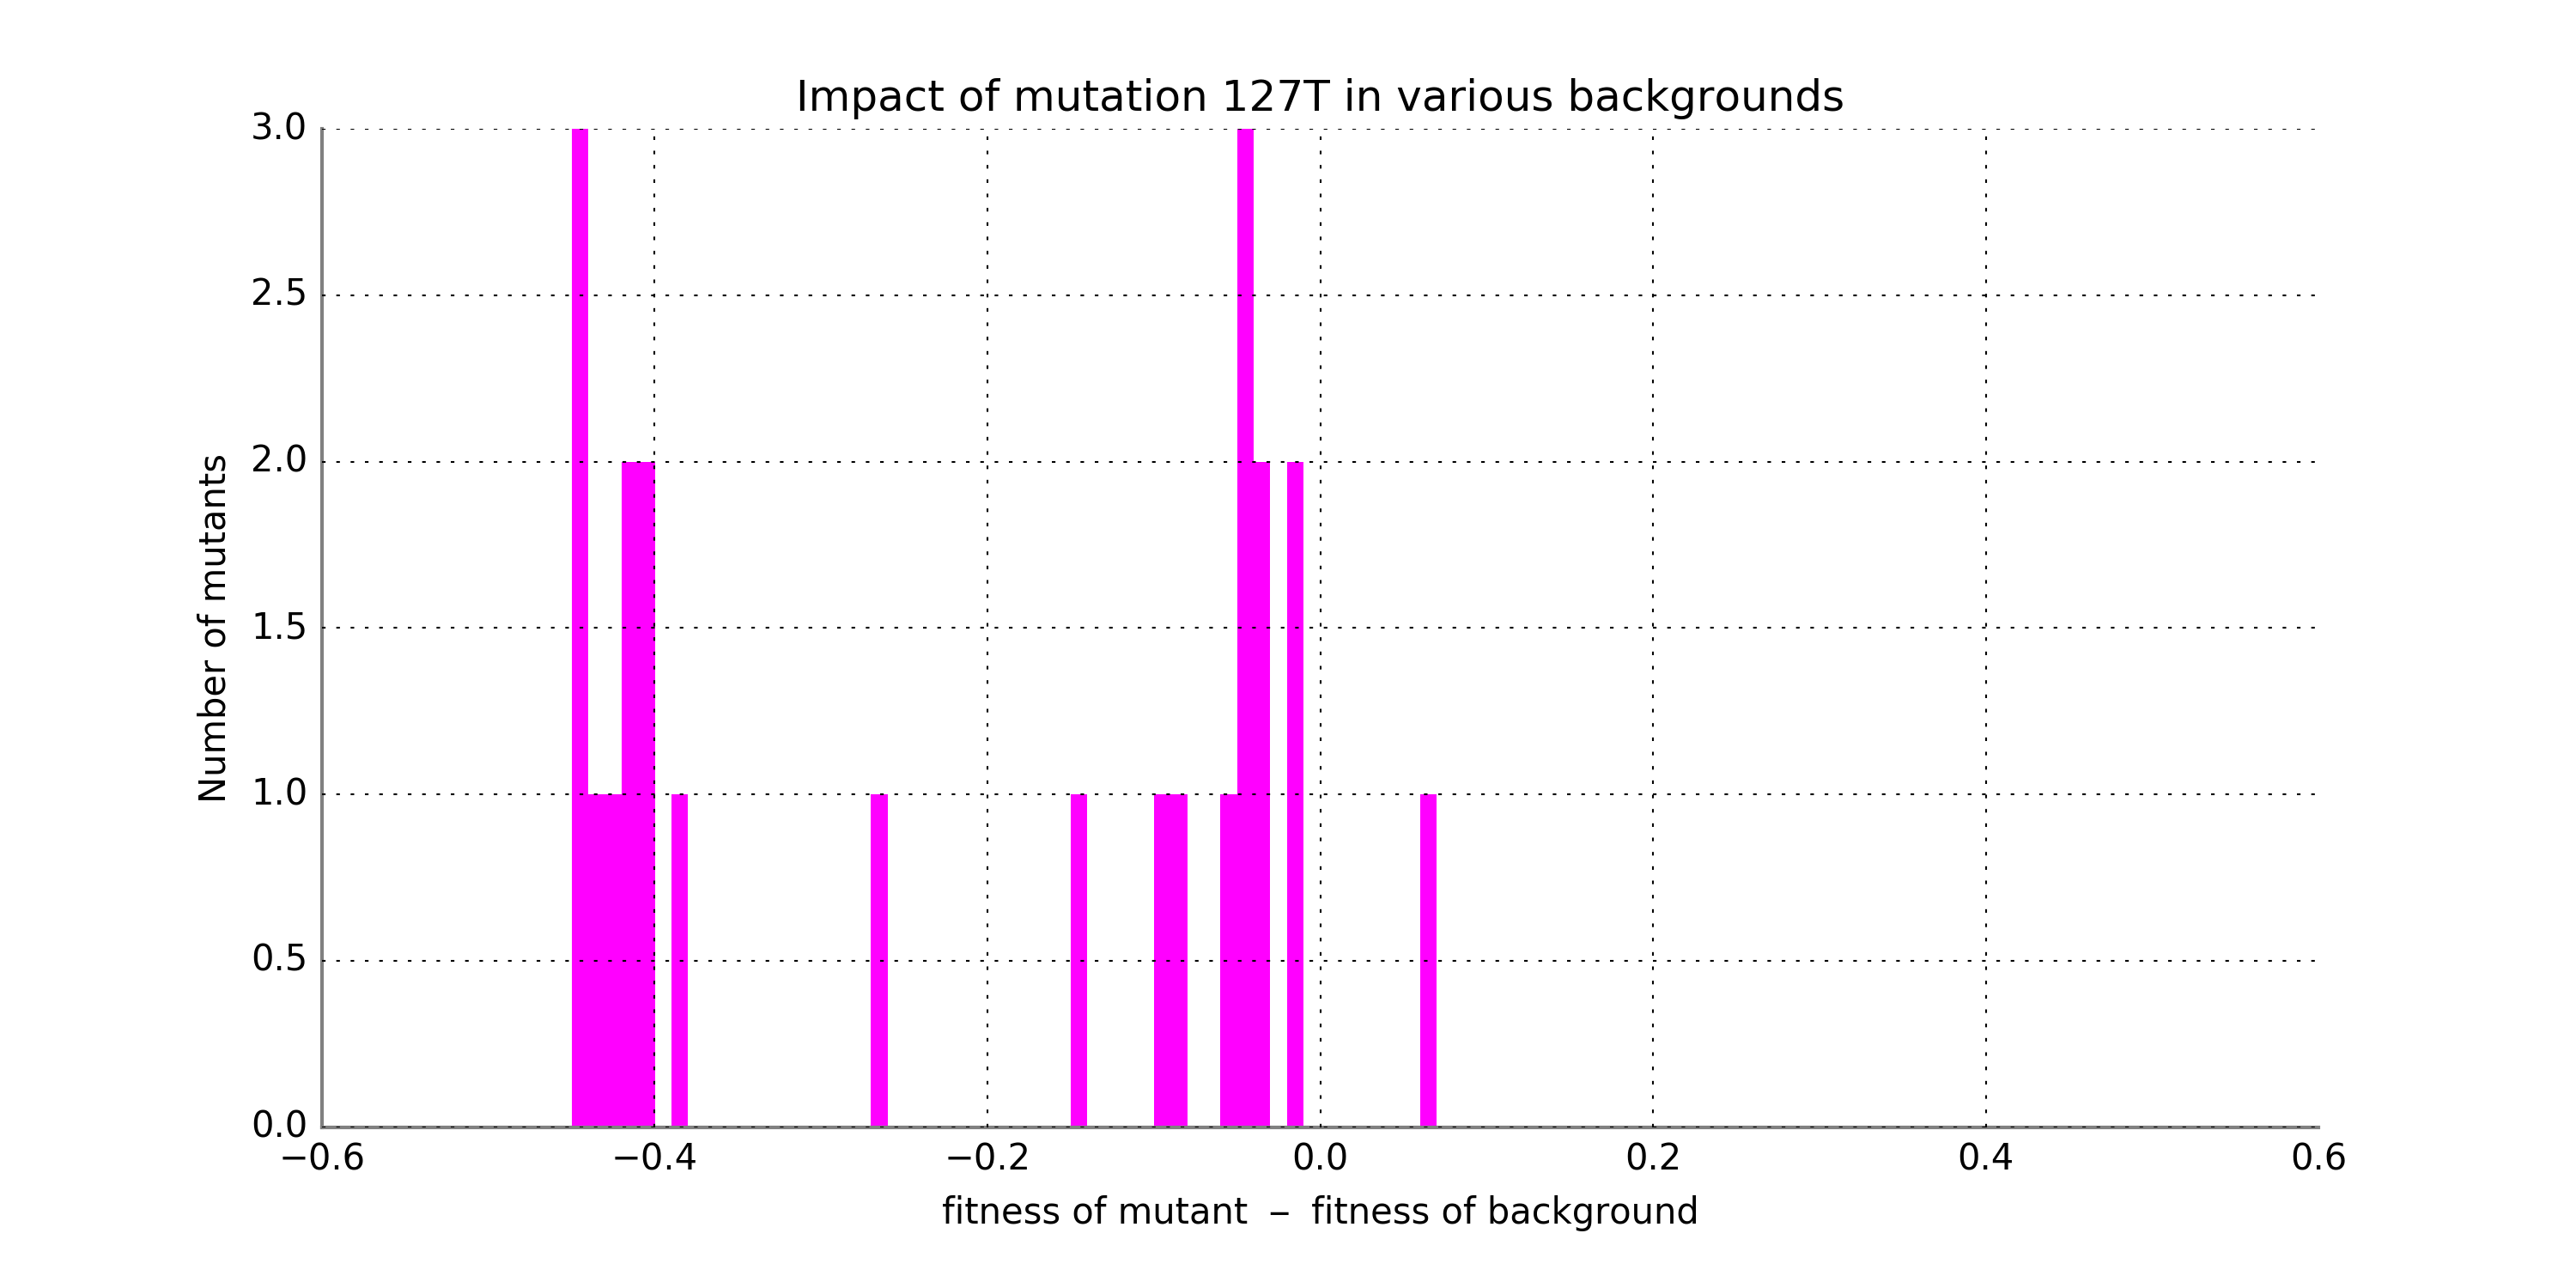 Impact of mutation 127T in various backgrounds
3.0
2.5
2.0
1.5
1.0
0.5
0.0
Number of mutants
−0.6 −0.4 −0.2 0.0 0.2 0.4 0.6
fitness of mutant − fitness of background